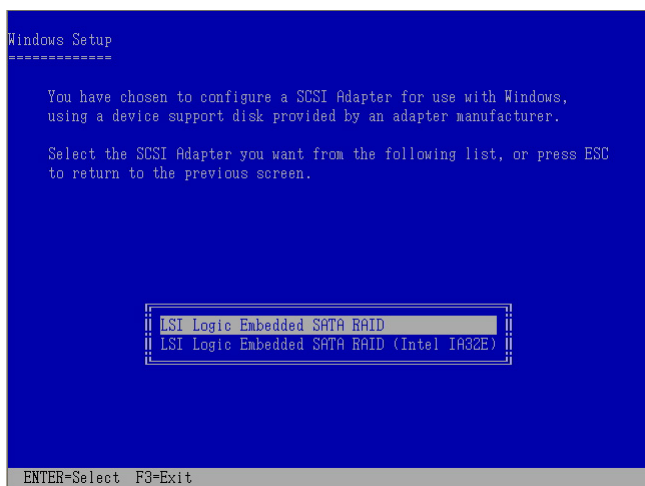 Windows Setup
=============
You have chosen to configure a SCSI Adapter for use with Windows,
using a device support disk provided by an adapter manufacturer.
Select the SCSI Adapter you want from the following list, or press ESC
to return to the previous screen.
LSI Logic Embedded SATA RAID
LSI Logic Embedded SATA RAID (Intel IA32E)
ENTER=Select F3=Exit